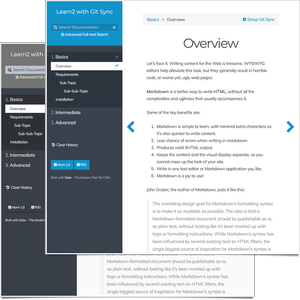 Learn2 with Git Sync
Search Documentation
Advanced Full-text Search
1. Basics
Overview
Requirements
Sub-Topic
Sub-Sub-Topic
Installation
2. Intermediate
3. Advanced
Clear History
Atom 1.0
RSS
Built with Grav - The Modern Flat File CMS
Basics > Overview
Setup Git Sync
Overview
Let's face it: Writing content for the Web is tiresome. WYSIWYG
editors help alleviate this task, but they generally result in horrible
code, or worse yet, ugly web pages.
Markdown is a better way to write HTML, without all the
complexities and ugliness that usually accompanies it.
Some of the key benefits are:
1. Markdown is simple to learn, with minimal extra characters so
it's also quicker to write content.
2. Less chance of errors when writing in markdown.
3. Produces valid XHTML output.
4. Keeps the content and the visual display separate, so you
cannot mess up the look of your site.
5. Write in any text editor or Markdown application you like.
6. Markdown is a joy to use!
John Gruber, the author of Markdown, puts it like this:
The overriding design goal for Markdown's formatting syntax
is to make it as readable as possible. The idea is that a
Markdown-formatted document should be publishable as-is,
as plain text, without looking like it's been marked up with
tags or formatting instructions. While Markdown's syntax has
been influenced by several existing text-to-HTML filters, the
single biggest source of inspiration for Markdown's syntax is
Learn2 with
Search Documentation
Advanced Full-
1. Basics
Overview
Requirements
Sub-Topic
Sub-Sub-Topic
Installation
2. Intermediate
3. Advanced
Clear History
Atom 1.0
RSS
Built with Grav - The Modern
Markdown-formatted document should be publishable as-is,
as plain text, without looking like it's been marked up with
tags or formatting instructions. While Markdown's syntax has
been influenced by several existing text-to-HTML filters, the
single biggest source of inspiration for Markdown's syntax is